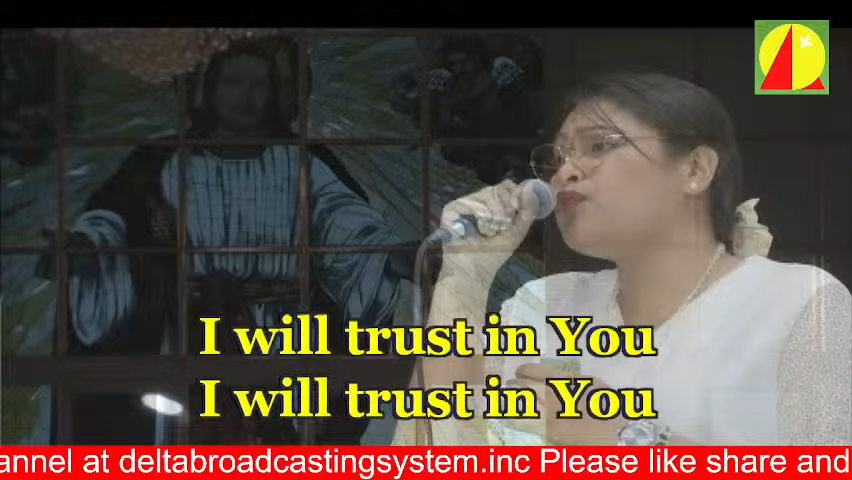 I will trust in You
I will trust in You
annel at deltabroadcastingsystem.inc Please like share and